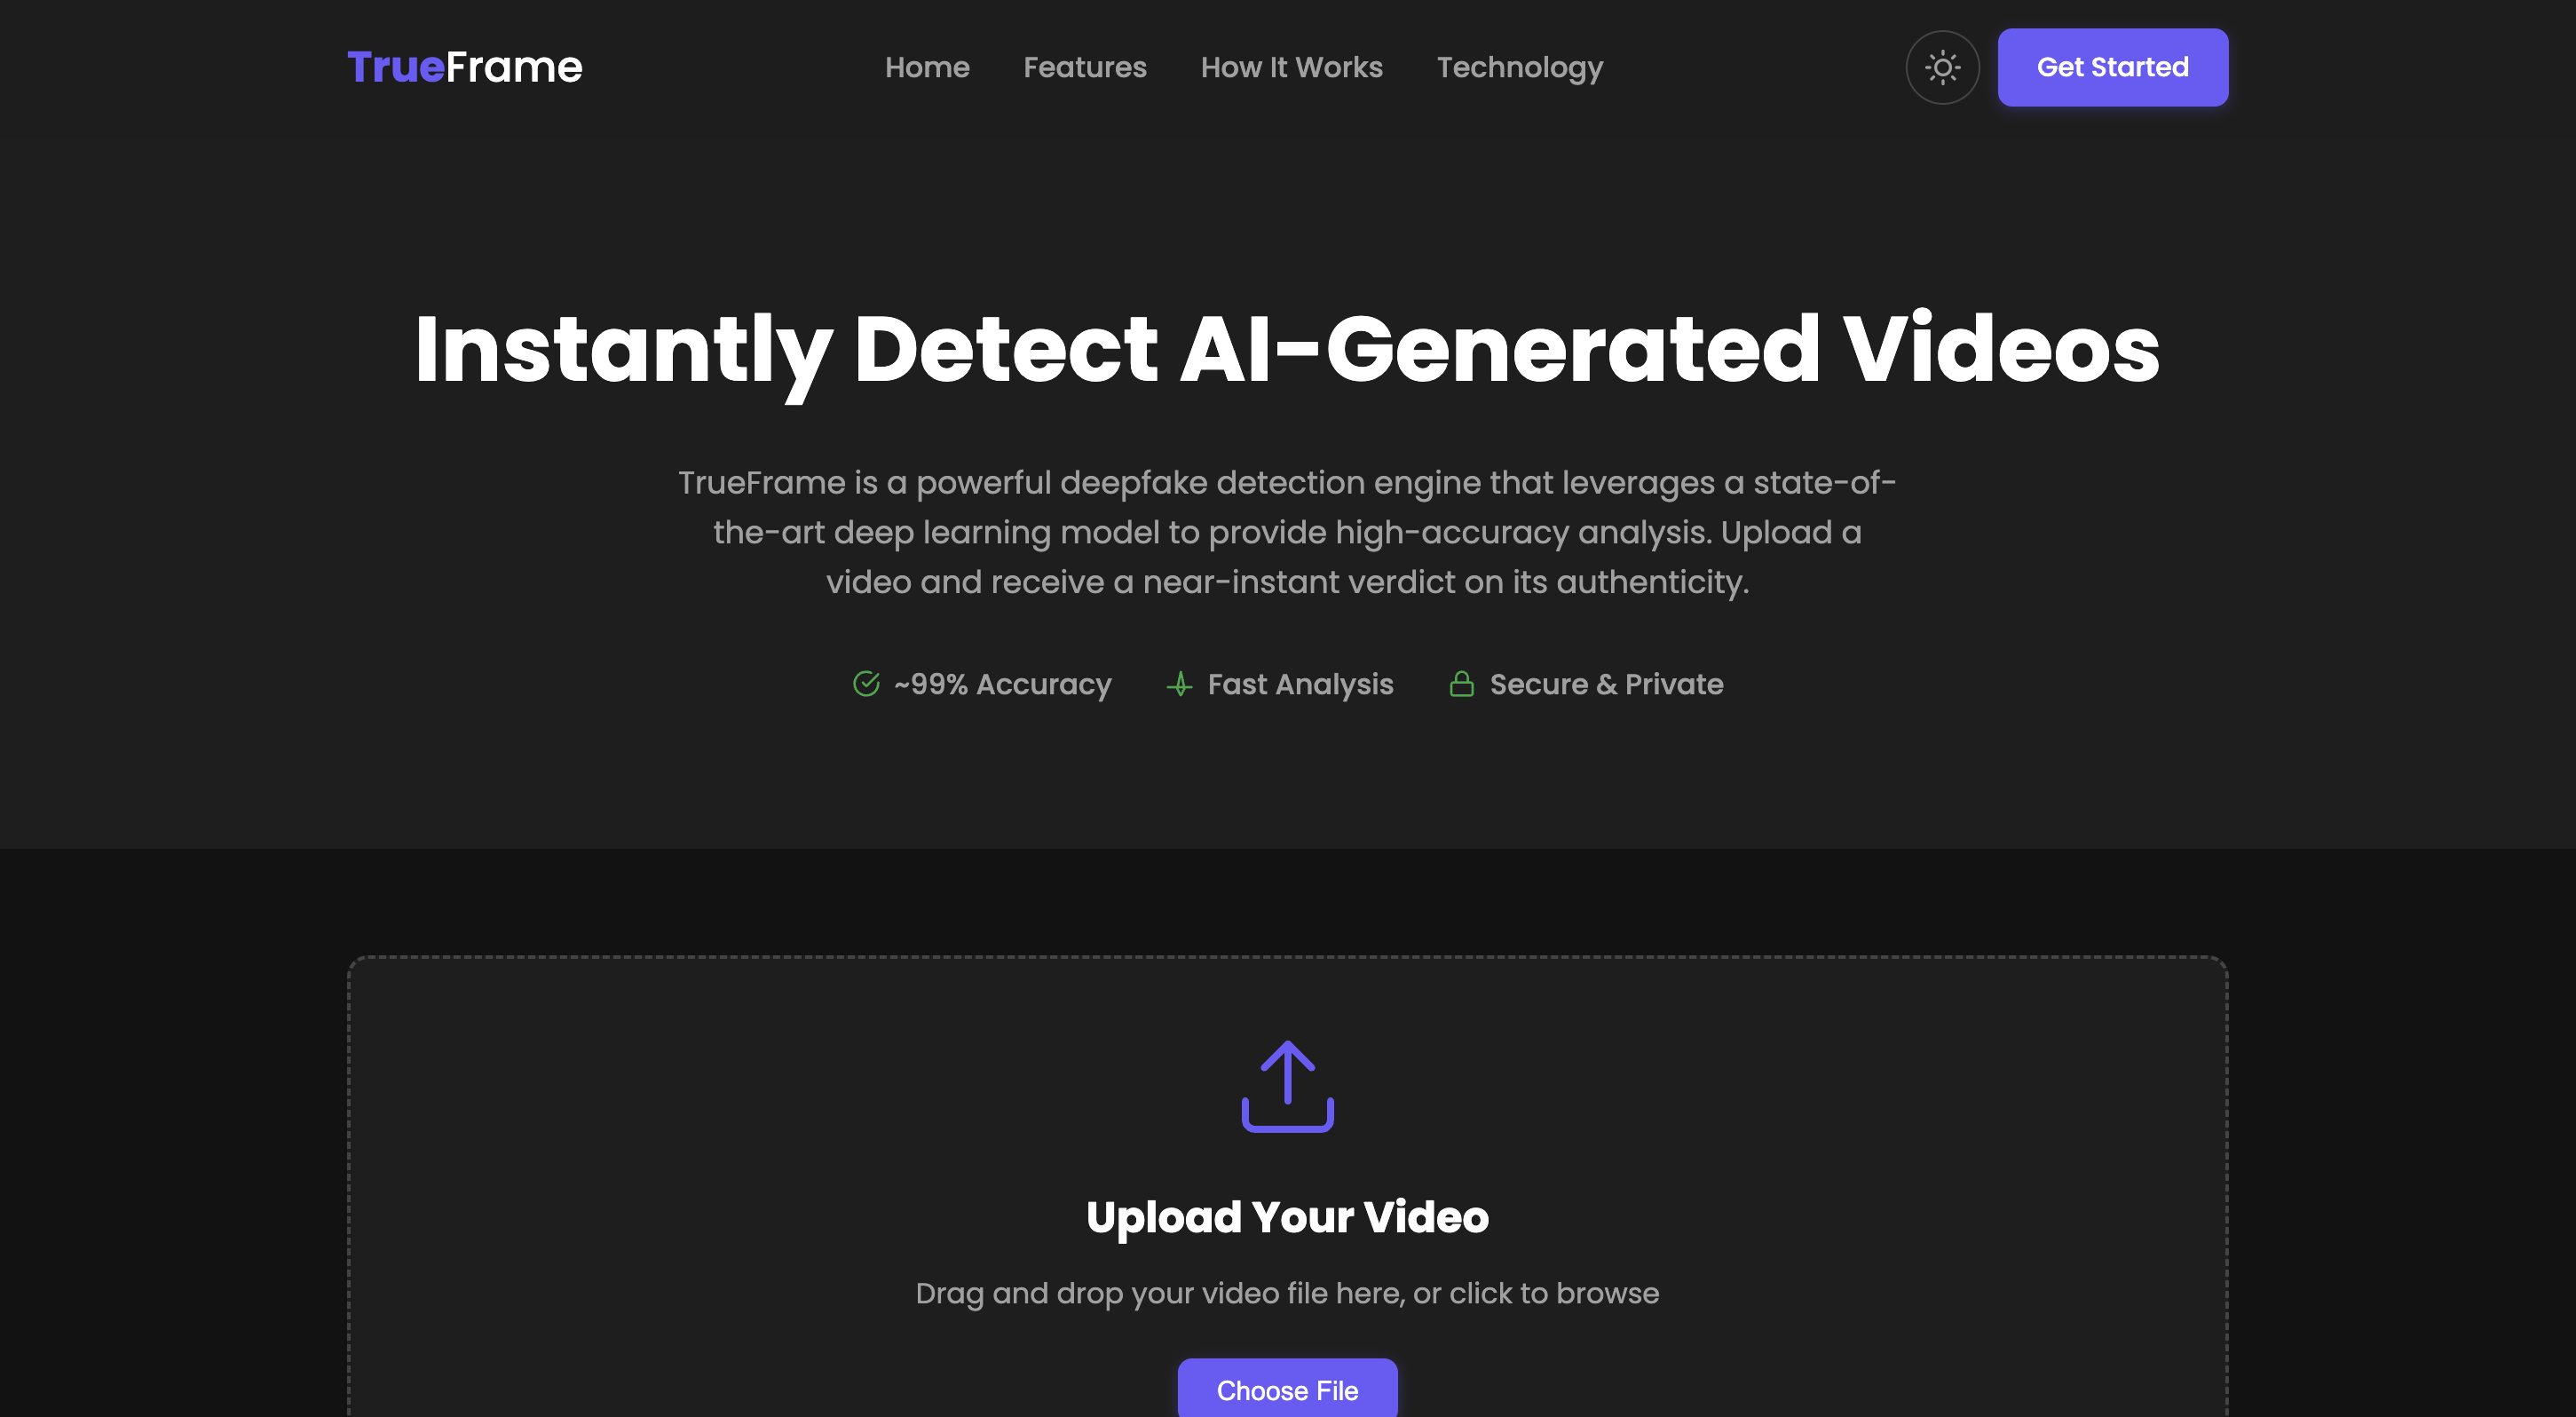 TrueFrame
Home
Features
How It Works
Technology
Get Started
Instantly Detect AI-Generated Videos
TrueFrame is a powerful deepfake detection engine that leverages a state-of-
the-art deep learning model to provide high-accuracy analysis. Upload a
video and receive a near-instant verdict on its authenticity.
~99% Accuracy
Fast Analysis
Secure & Private
Upload Your Video
Drag and drop your video file here, or click to browse
Choose File